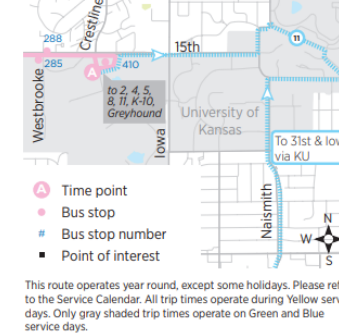 Crestline
288
285
15th
11
A
410
Westbrooke
to 2, 4, 5,
8, 11, K-10,
Greyhound
University of
Kansas
Iowa
To 31st & Iow
via KU
Naismith
N
W
S
A Time point
Bus stop
# Bus stop number
Point of interest
This route operates year round, except some holidays. Please ref
to the Service Calendar. All trip times operate during Yellow serv
days. Only gray shaded trip times operate on Green and Blue
service days.